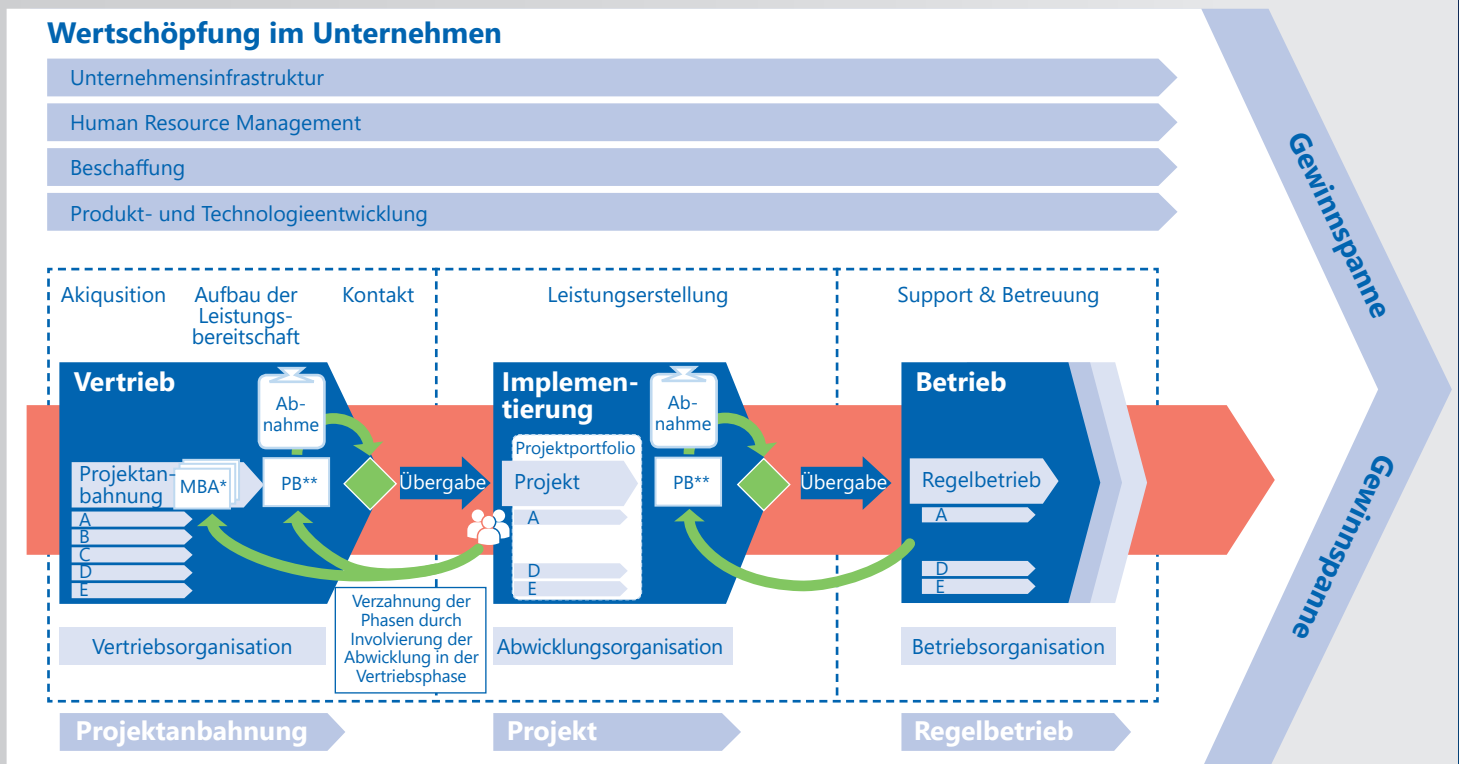 Wertschöpfung im Unternehmen
Unternehmensinfrastruktur
Human Resource Management
Beschaffung
Produkt- und Technologieentwicklung
Gewinnspanne
Gewinnspanne
Akiqusition
Aufbau der
Leistungs-
bereitschaft
Kontakt
Leistungserstellung
Support & Betreuung
Vertrieb
Ab-
nahme
Projektan-
bahnung
MBA*
PB**
A
B
C
D
E
Übergabe
Implemen-
tierung
Ab-
nahme
Projektportfolio
Projekt
PB**
A
D
E
Übergabe
Betrieb
Regelbetrieb
A
D
E
Verzahnung der
Phasen durch
Involvierung der
Abwicklung in der
Vertriebsphase
Vertriebsorganisation
Abwicklungsorganisation
Betriebsorganisation
Projektanbahnung
Projekt
Regelbetrieb